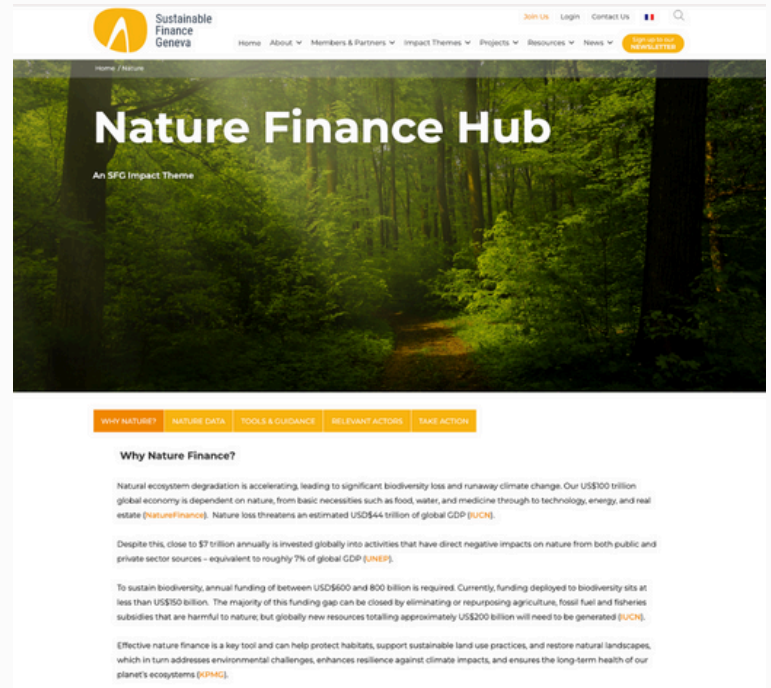 Sustainable
Finance
Geneva
Join Us Login Contact Us
Home About Members & Partners Impact Themes Projects Resources News
Sign up to our
NEWSLETTER
Home / Nature
Nature Finance Hub
An SFG Impact Theme
WHY NATURE? NATURE DATA TOOLS & GUIDANCE RELEVANT ACTORS TAKE ACTION
Why Nature Finance?
Natural ecosystem degradation is accelerating, leading to significant biodiversity loss and runaway climate change. Our US$100 trillion
global economy is dependent on nature, from basic necessities such as food, water, and medicine through to technology, energy, and real
estate (NatureFinance). Nature loss threatens an estimated USD$44 trillion of global GDP (IUCN).
Despite this, close to $7 trillion annually is invested globally into activities that have direct negative impacts on nature from both public and
private sector sources – equivalent to roughly 7% of global GDP (UNEP).
To sustain biodiversity, annual funding of between USD$600 and 800 billion is required. Currently, funding deployed to biodiversity sits at
less than US$150 billion. The majority of this funding gap can be closed by eliminating or repurposing agriculture, fossil fuel and fisheries
subsidies that are harmful to nature; but globally new resources totalling approximately US$200 billion will need to be generated (IUCN).
Effective nature finance is a key tool and can help protect habitats, support sustainable land use practices, and restore natural landscapes,
which in turn addresses environmental challenges, enhances resilience against climate impacts, and ensures the long-term health of our
planet's ecosystems (KPMG).